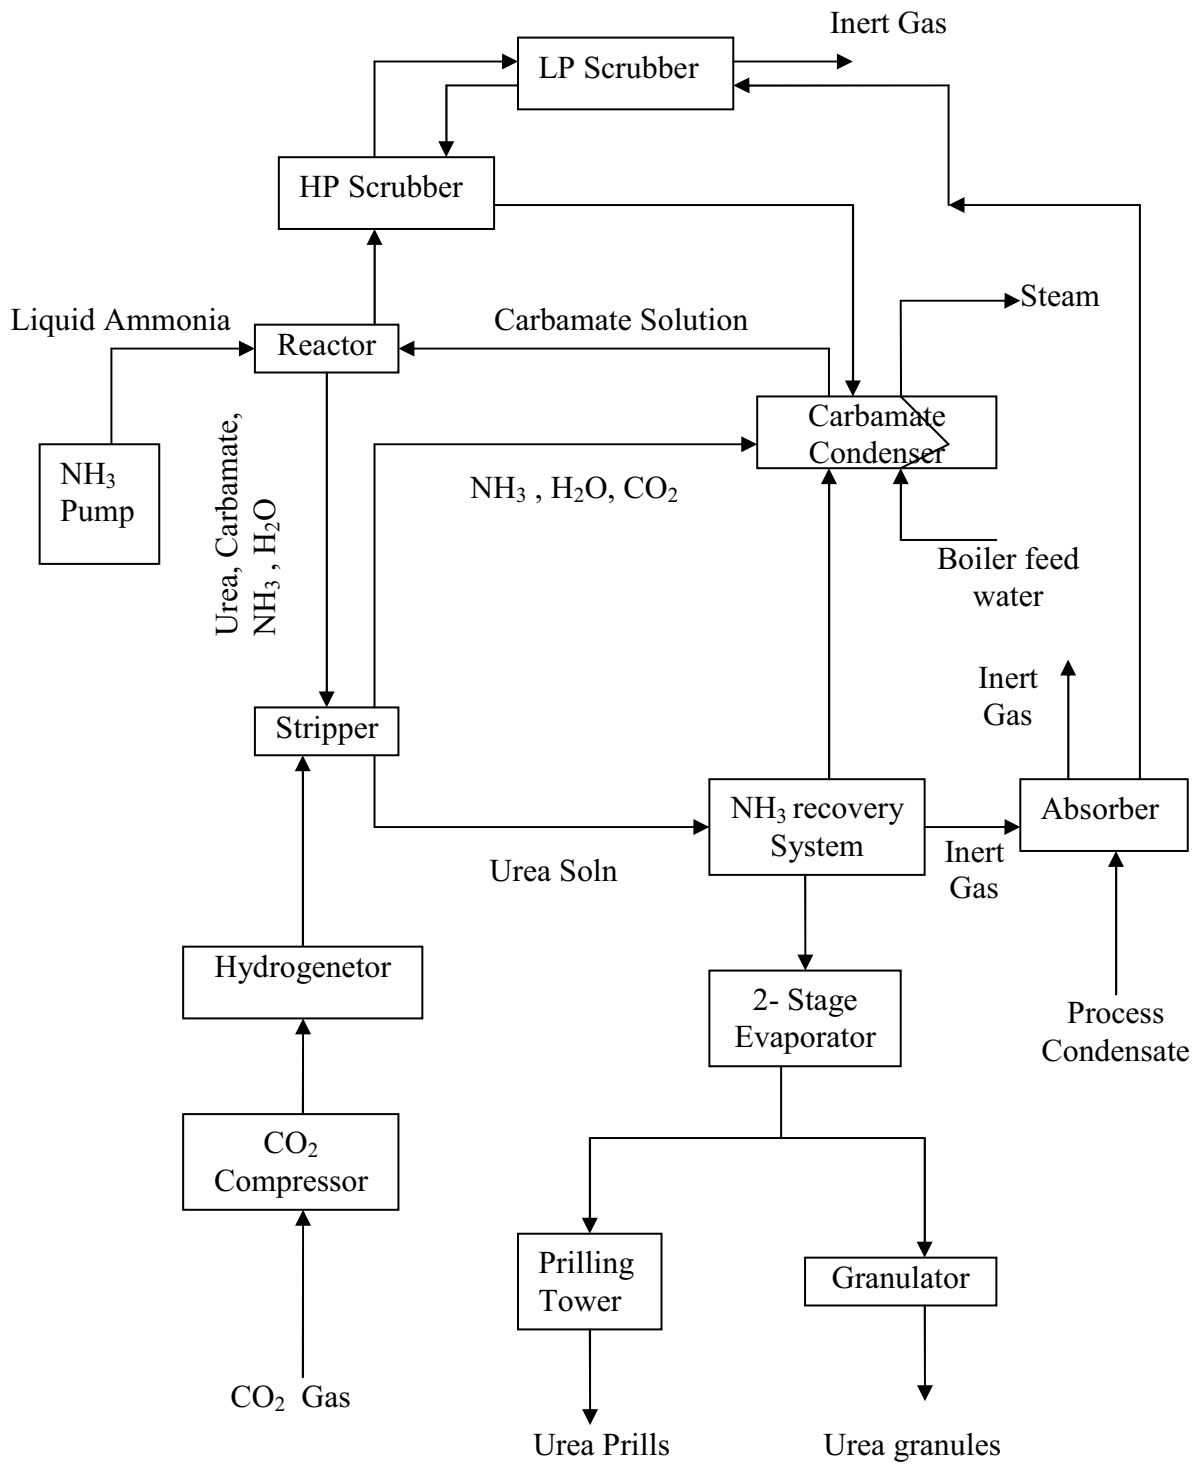 Inert Gas
LP Scrubber
HP Scrubber
Steam
Liquid Ammonia
Carbamate Solution
Reactor
Carbamate
Condenser
NH₃
Pump
Urea, Carbamate,
NH₃ , H₂O
NH₃ , H₂O, CO₂
Boiler feed
water
Inert
Gas
Stripper
NH₃ recovery
System
Absorber
Inert
Gas
Urea Soln
Hydrogenetor
2- Stage
Evaporator
Process
Condensate
CO₂
Compressor
Prilling
Tower
Granulator
CO₂ Gas
Urea Prills
Urea granules